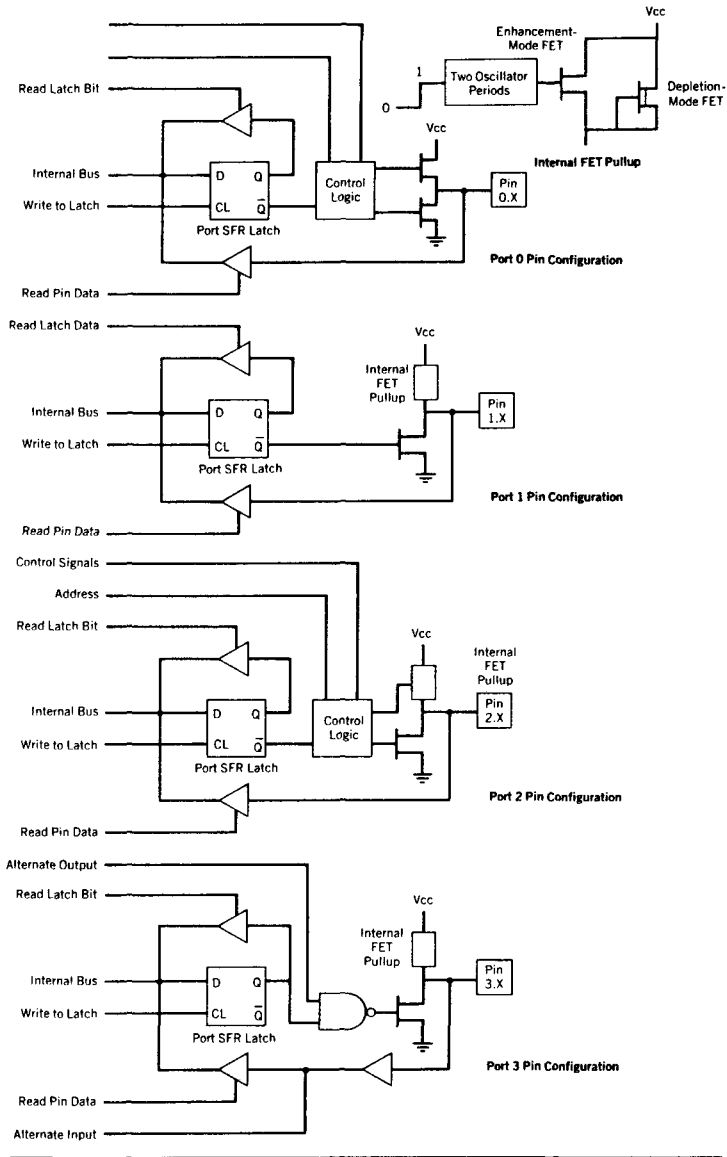 Vcc
Enhancement-
Mode FET
1
Two Oscillator
Periods
0
Depletion-
Mode FET
Internal FET Pullup
Read Latch Bit
Vcc
Internal Bus
D Q
Control
Logic
Pin
0.X
Write to Latch
CL Q̅
Port SFR Latch
Port 0 Pin Configuration
Read Pin Data
Read Latch Data
Vcc
Internal
FET
Pullup
Internal Bus
D Q
Pin
1.X
Write to Latch
CL Q̅
Port SFR Latch
Port 1 Pin Configuration
Read Pin Data
Control Signals
Address
Read Latch Bit
Vcc
Internal
FET
Pullup
Internal Bus
D Q
Control
Logic
Pin
2.X
Write to Latch
CL Q̅
Port SFR Latch
Port 2 Pin Configuration
Read Pin Data
Alternate Output
Read Latch Bit
Vcc
Internal
FET
Pullup
Internal Bus
D Q
Pin
3.X
Write to Latch
CL Q̅
Port SFR Latch
Port 3 Pin Configuration
Read Pin Data
Alternate Input